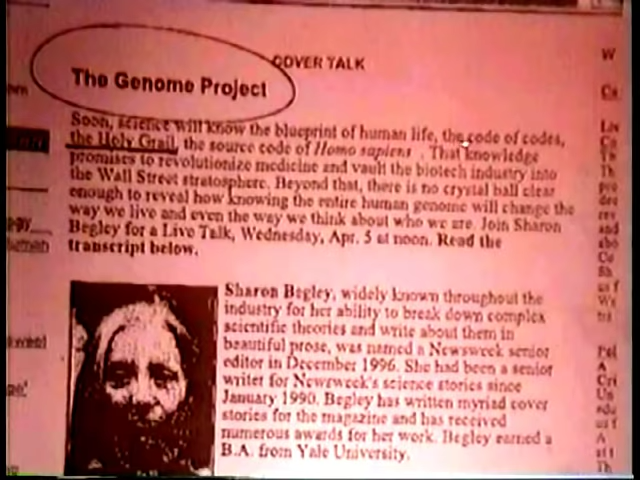 COVER TALK
The Genome Project
Soon, science will know the blueprint of human life, the code of codes,
the Holy Grail, the source code of Homo sapiens . That knowledge
promises to revolutionize medicine and vault the biotech industry into
the Wall Street stratosphere. Beyond that, there is no crystal ball clear
enough to reveal how knowing the entire human genome will change the
way we live and even the way we think about who we are. Join Sharon
Begley for a Live Talk, Wednesday, Apr. 5 at noon. Read the
transcript below.
Sharon Begley, widely known throughout the
industry for her ability to break down complex
scientific theories and write about them in
beautiful prose, was named a Newsweek senior
editor in December 1996. She had been a senior
writer for Newsweek's science stories since
January 1990. Begley has written myriad cover
stories for the magazine and has received
numerous awards for her work. Begley earned a
B.A. from Yale University.